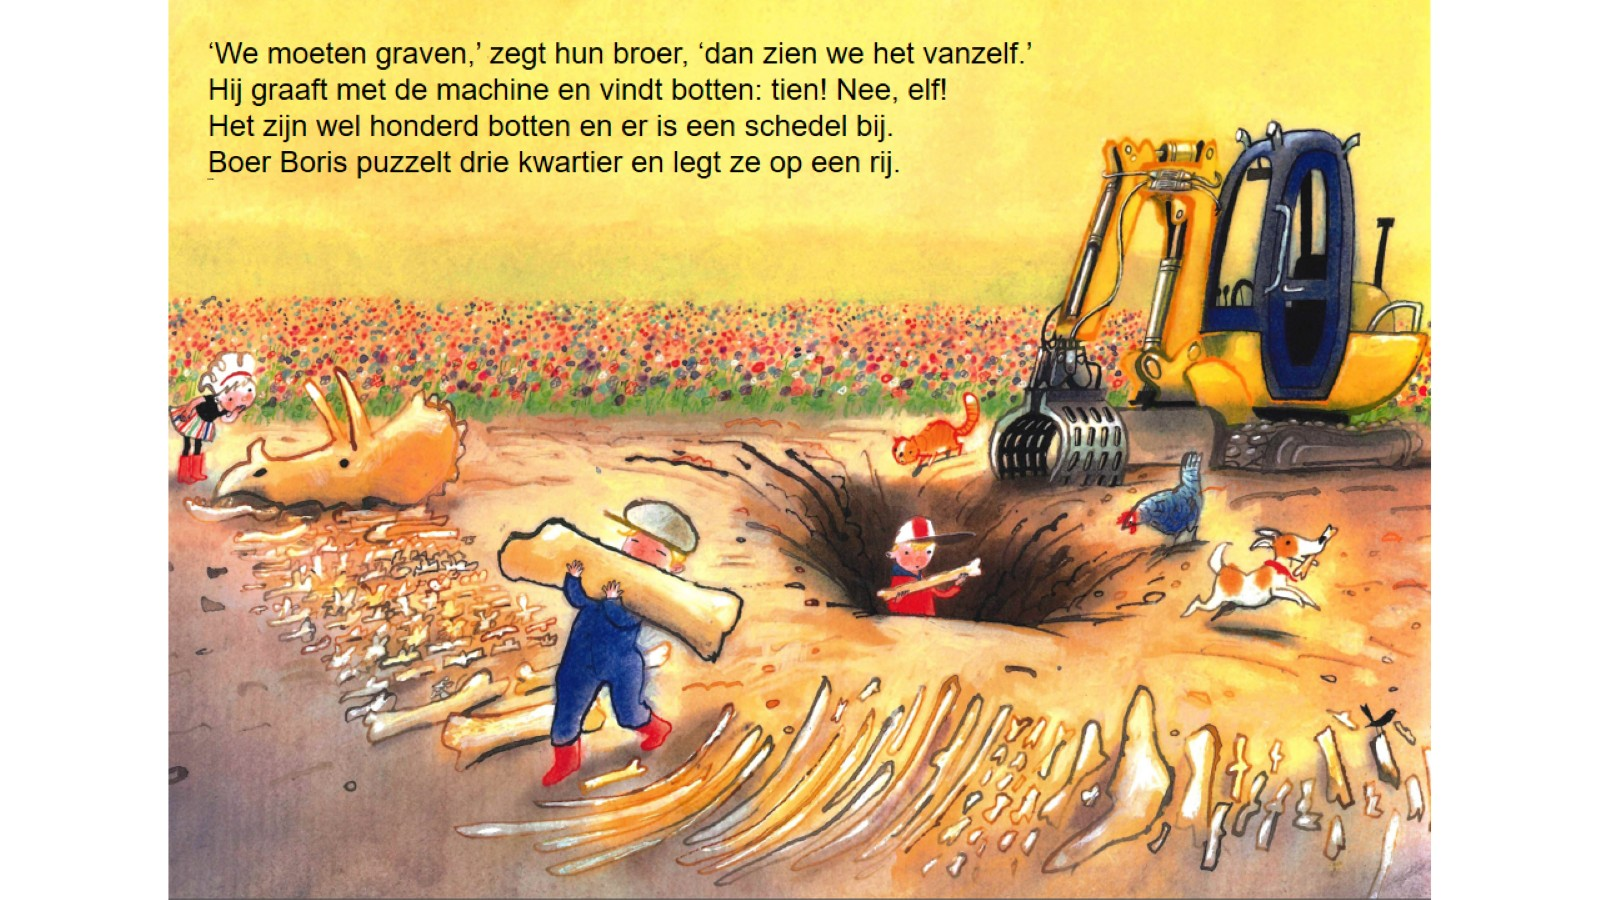 ‘We moeten graven,’ zegt hun broer, ‘dan zien we het vanzelf.’
Hij graaft met de machine en vindt botten: tien! Nee, elf!
Het zijn wel honderd botten en er is een schedel bij.
Boer Boris puzzelt drie kwartier en legt ze op een rij.